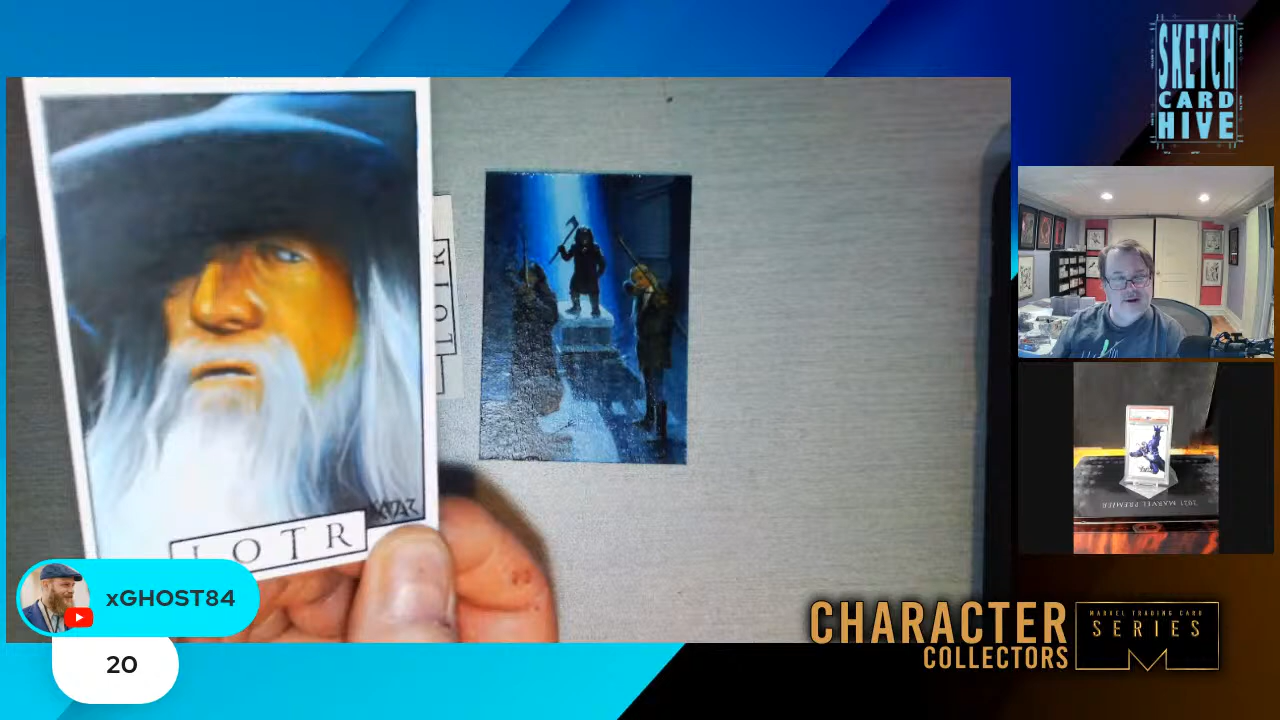 SKETCH
CARD
HIVE
LOTR
LOTR
xGHOST84
20
2021 MARVEL PREMIER
CHARACTER
COLLECTORS
MARVEL TRADING CARD
SERIES